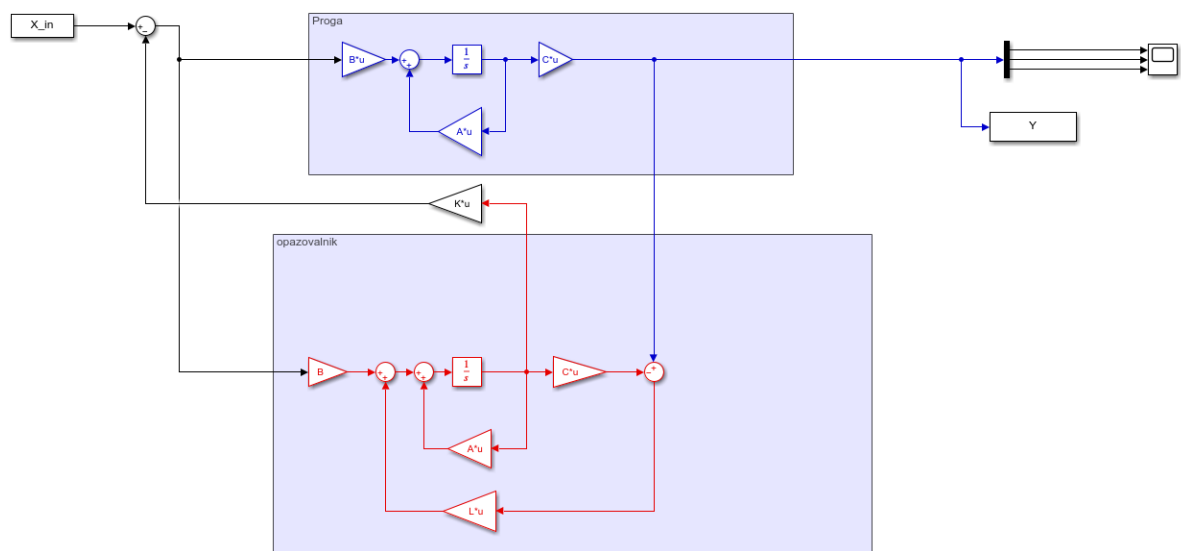 X_in
Proga
B*u
1
s
C*u
A*u
Y
K*u
opazovalnik
B
1
s
C*u
A*u
L*u